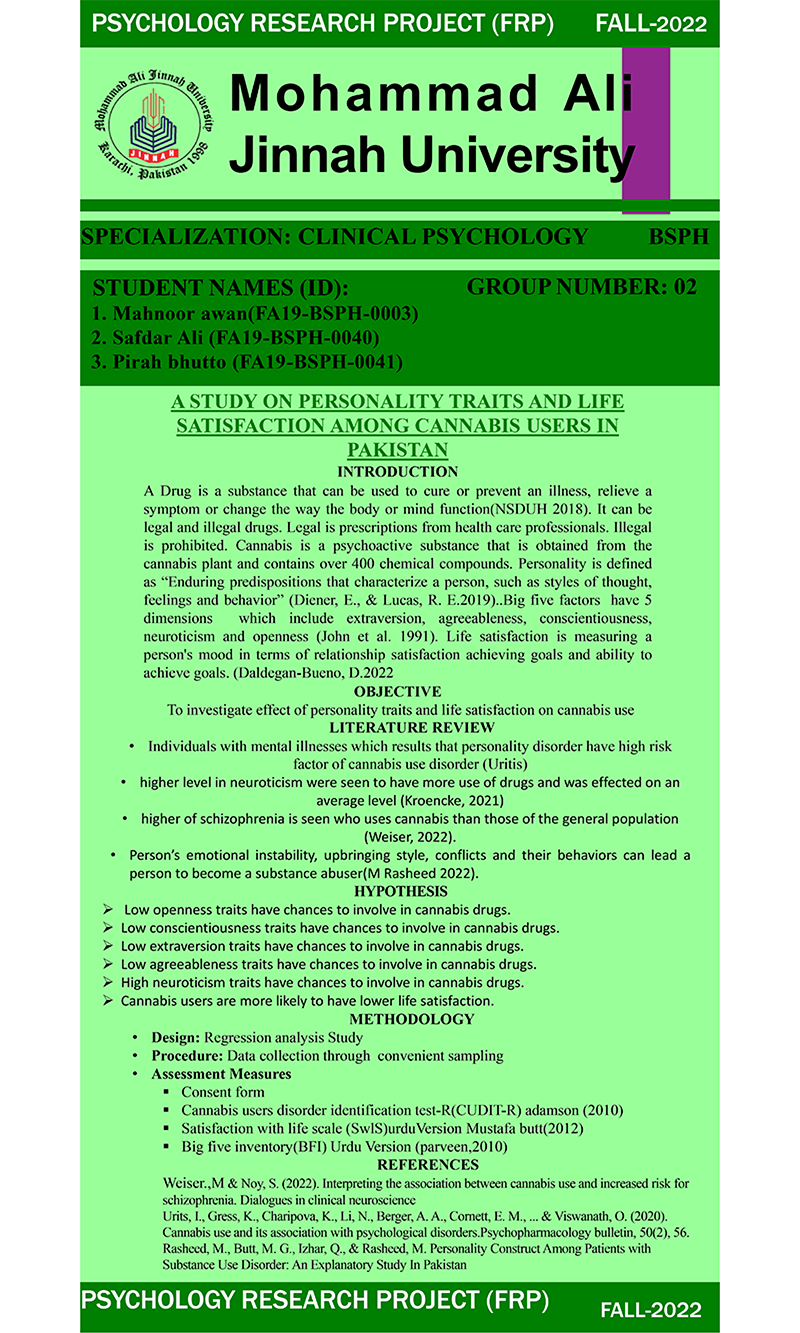 PSYCHOLOGY RESEARCH PROJECT (FRP) FALL-2022
Mohammad Ali Jinnah University
JINNAH
Karachi, Pakistan 1998
Mohammad Ali
Jinnah University
SPECIALIZATION: CLINICAL PSYCHOLOGY BSPH
STUDENT NAMES (ID): GROUP NUMBER: 02
1. Mahnoor awan(FA19-BSPH-0003)
2. Safdar Ali (FA19-BSPH-0040)
3. Pirah bhutto (FA19-BSPH-0041)
A STUDY ON PERSONALITY TRAITS AND LIFE
SATISFACTION AMONG CANNABIS USERS IN
PAKISTAN
INTRODUCTION
A Drug is a substance that can be used to cure or prevent an illness, relieve a
symptom or change the way the body or mind function(NSDUH 2018). It can be
legal and illegal drugs. Legal is prescriptions from health care professionals. Illegal
is prohibited. Cannabis is a psychoactive substance that is obtained from the
cannabis plant and contains over 400 chemical compounds. Personality is defined
as “Enduring predispositions that characterize a person, such as styles of thought,
feelings and behavior” (Diener, E., & Lucas, R. E.2019)..Big five factors have 5
dimensions which include extraversion, agreeableness, conscientiousness,
neuroticism and openness (John et al. 1991). Life satisfaction is measuring a
person's mood in terms of relationship satisfaction achieving goals and ability to
achieve goals. (Daldegan-Bueno, D.2022
OBJECTIVE
To investigate effect of personality traits and life satisfaction on cannabis use
LITERATURE REVIEW
• Individuals with mental illnesses which results that personality disorder have high risk
factor of cannabis use disorder (Uritis)
• higher level in neuroticism were seen to have more use of drugs and was effected on an
average level (Kroencke, 2021)
• higher of schizophrenia is seen who uses cannabis than those of the general population
(Weiser, 2022).
• Person’s emotional instability, upbringing style, conflicts and their behaviors can lead a
person to become a substance abuser(M Rasheed 2022).
HYPOTHESIS
➢ Low openness traits have chances to involve in cannabis drugs.
➢ Low conscientiousness traits have chances to involve in cannabis drugs.
➢ Low extraversion traits have chances to involve in cannabis drugs.
➢ Low agreeableness traits have chances to involve in cannabis drugs.
➢ High neuroticism traits have chances to involve in cannabis drugs.
➢ Cannabis users are more likely to have lower life satisfaction.
METHODOLOGY
• Design: Regression analysis Study
• Procedure: Data collection through convenient sampling
• Assessment Measures
▪ Consent form
▪ Cannabis users disorder identification test-R(CUDIT-R) adamson (2010)
▪ Satisfaction with life scale (SwlS)urduVersion Mustafa butt(2012)
▪ Big five inventory(BFI) Urdu Version (parveen,2010)
REFERENCES
Weiser.,M & Noy, S. (2022). Interpreting the association between cannabis use and increased risk for
schizophrenia. Dialogues in clinical neuroscience
Urits, I., Gress, K., Charipova, K., Li, N., Berger, A. A., Cornett, E. M., ... & Viswanath, O. (2020).
Cannabis use and its association with psychological disorders.Psychopharmacology bulletin, 50(2), 56.
Rasheed, M., Butt, M. G., Izhar, Q., & Rasheed, M. Personality Construct Among Patients with
Substance Use Disorder: An Explanatory Study In Pakistan
PSYCHOLOGY RESEARCH PROJECT (FRP) FALL-2022